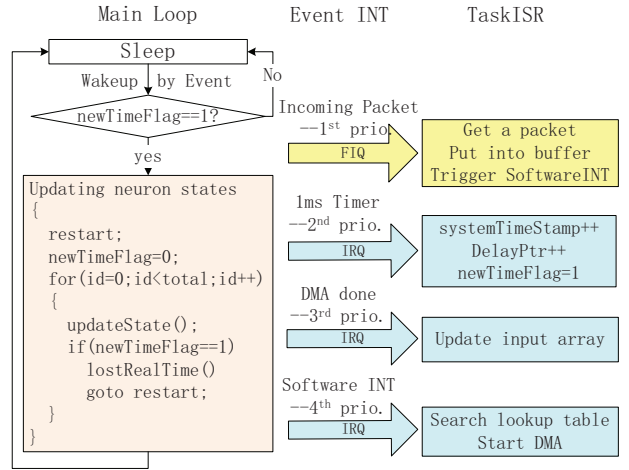 Main Loop
Event INT
TaskISR
Sleep
Wakeup by Event
No
newTimeFlag==1?
yes
Updating neuron states
{
restart;
newTimeFlag=0;
for(id=0;id<total;id++)
{
updateState();
if(newTimeFlag==1)
lostRealTime()
goto restart;
}
}
Incoming Packet
--1st prio.
FIQ
Get a packet
Put into buffer
Trigger SoftwareINT
1ms Timer
--2nd prio.
IRQ
systemTimeStamp++
DelayPtr++
newTimeFlag=1
DMA done
--3rd prio.
IRQ
Update input array
Software INT
--4th prio.
IRQ
Search lookup table
Start DMA